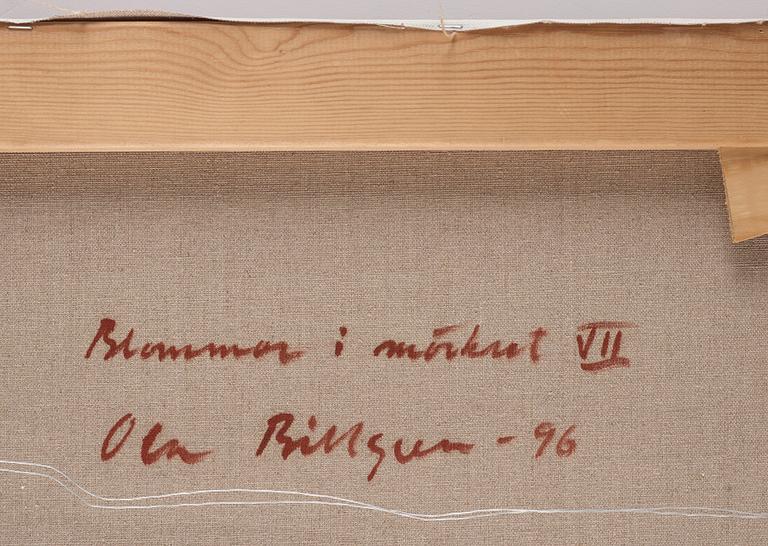 Blommor i mörkret VII
Ola Billgren - 96